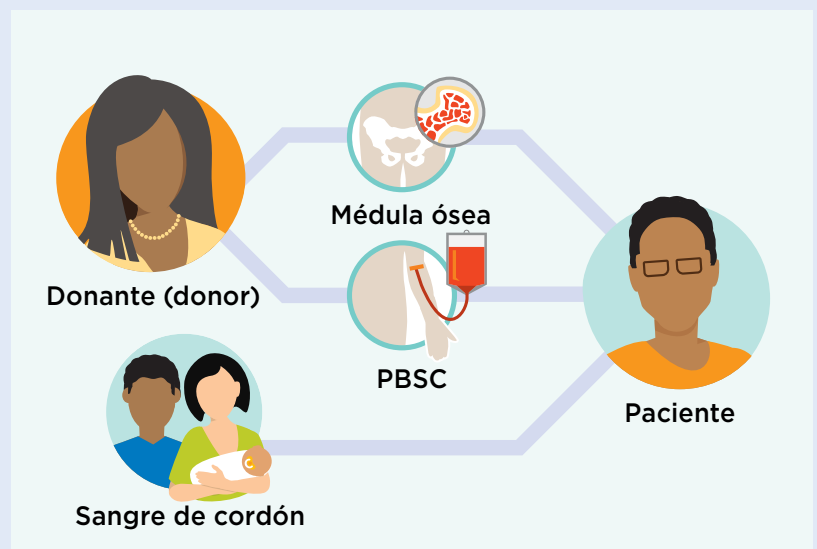 Médula ósea
Donante (donor)
PBSC
Paciente
Sangre de cordón